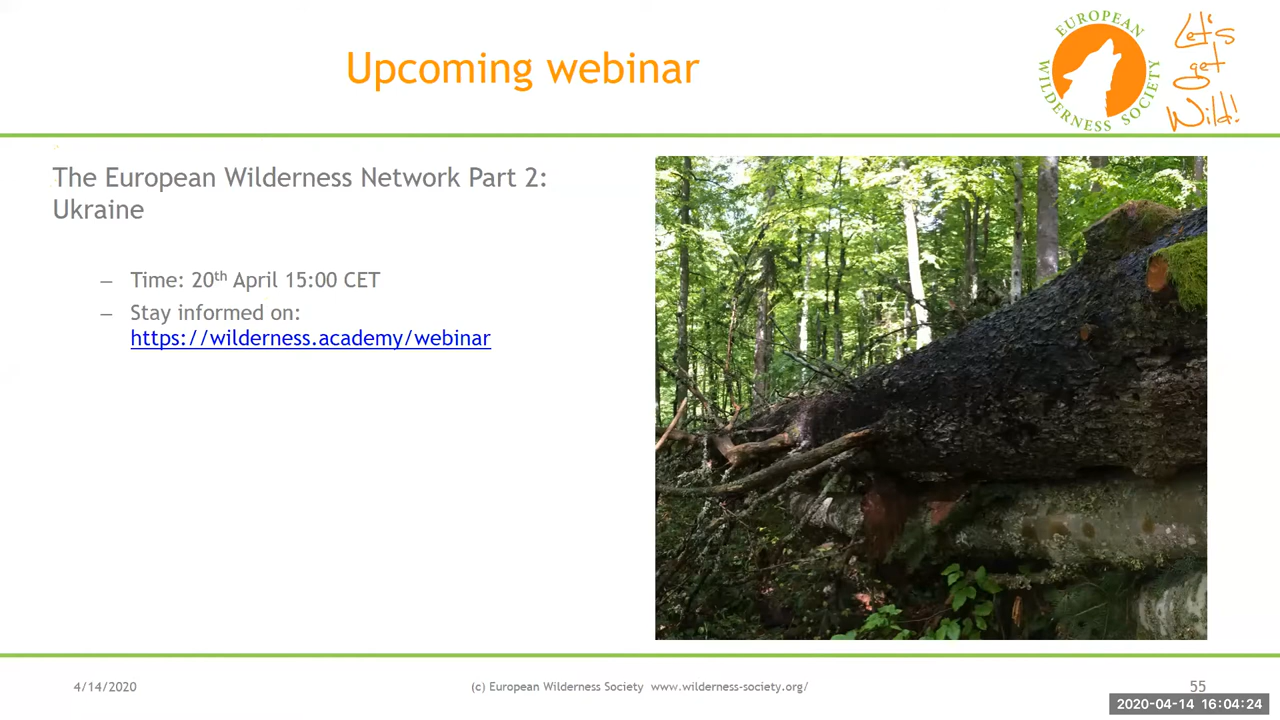 Upcoming webinar
EUROPEAN
WILDERNESS SOCIETY
Let's
get
Wild!
The European Wilderness Network Part 2:
Ukraine
– Time: 20th April 15:00 CET
– Stay informed on:
https://wilderness.academy/webinar
4/14/2020
(c) European Wilderness Society www.wilderness-society.org/
55
2020-04-14 16:04:24